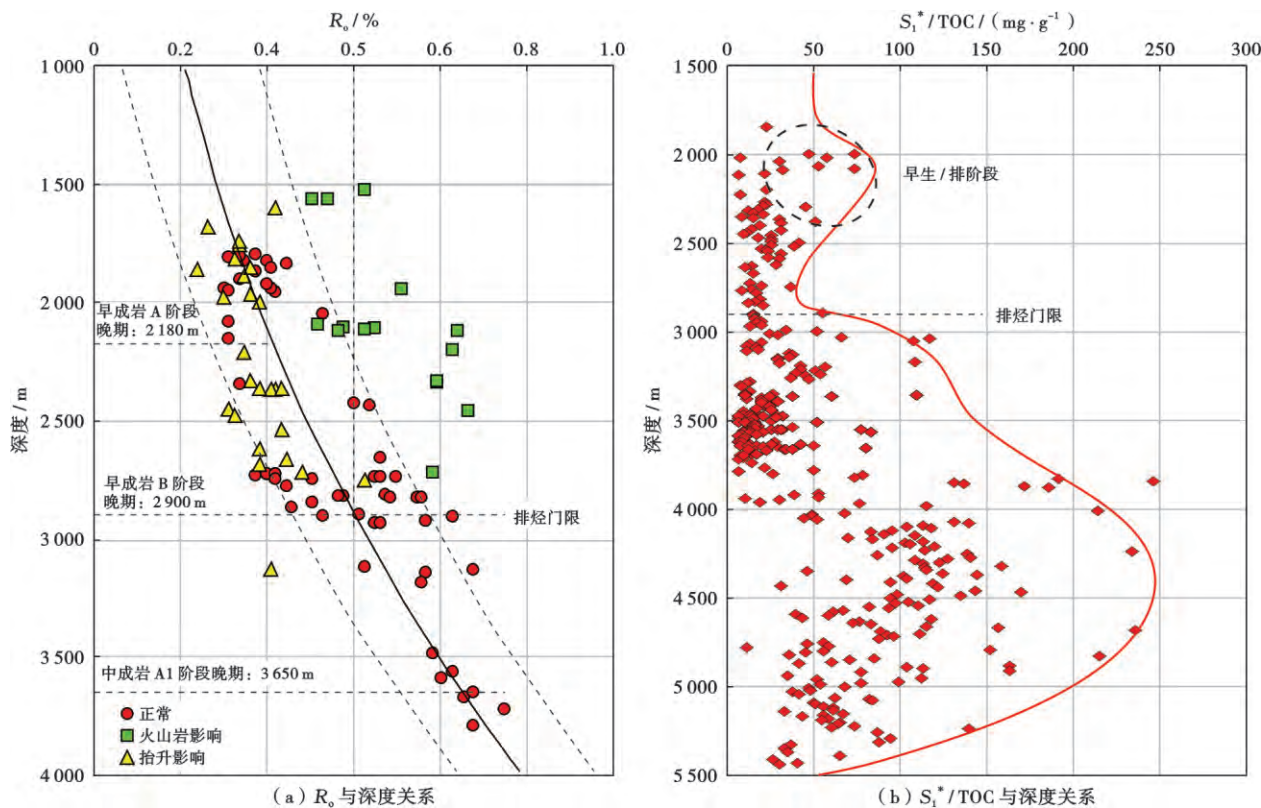 R₀ / %
0 0.2 0.4 0 0.6 0.8 1.0
1 000
1 500
2 000
2 500
3 000
3 500
4 000
深度 / m
早成岩 A 阶段
晚期：2 180 m
早成岩 B 阶段
晚期：2 900 m
排烃门限
中成岩 A1 阶段晚期：3 650 m
正常
火山岩影响
抬升影响
（a）R₀ 与深度关系
S₁* / TOC /（mg · g⁻¹）
0 50 100 150 200 250 300
1 500
2 000
2 500
3 000
3 500
4 000
4 500
5 000
5 500
深度 / m
早生 / 排阶段
排烃门限
（b）S₁* / TOC 与深度关系